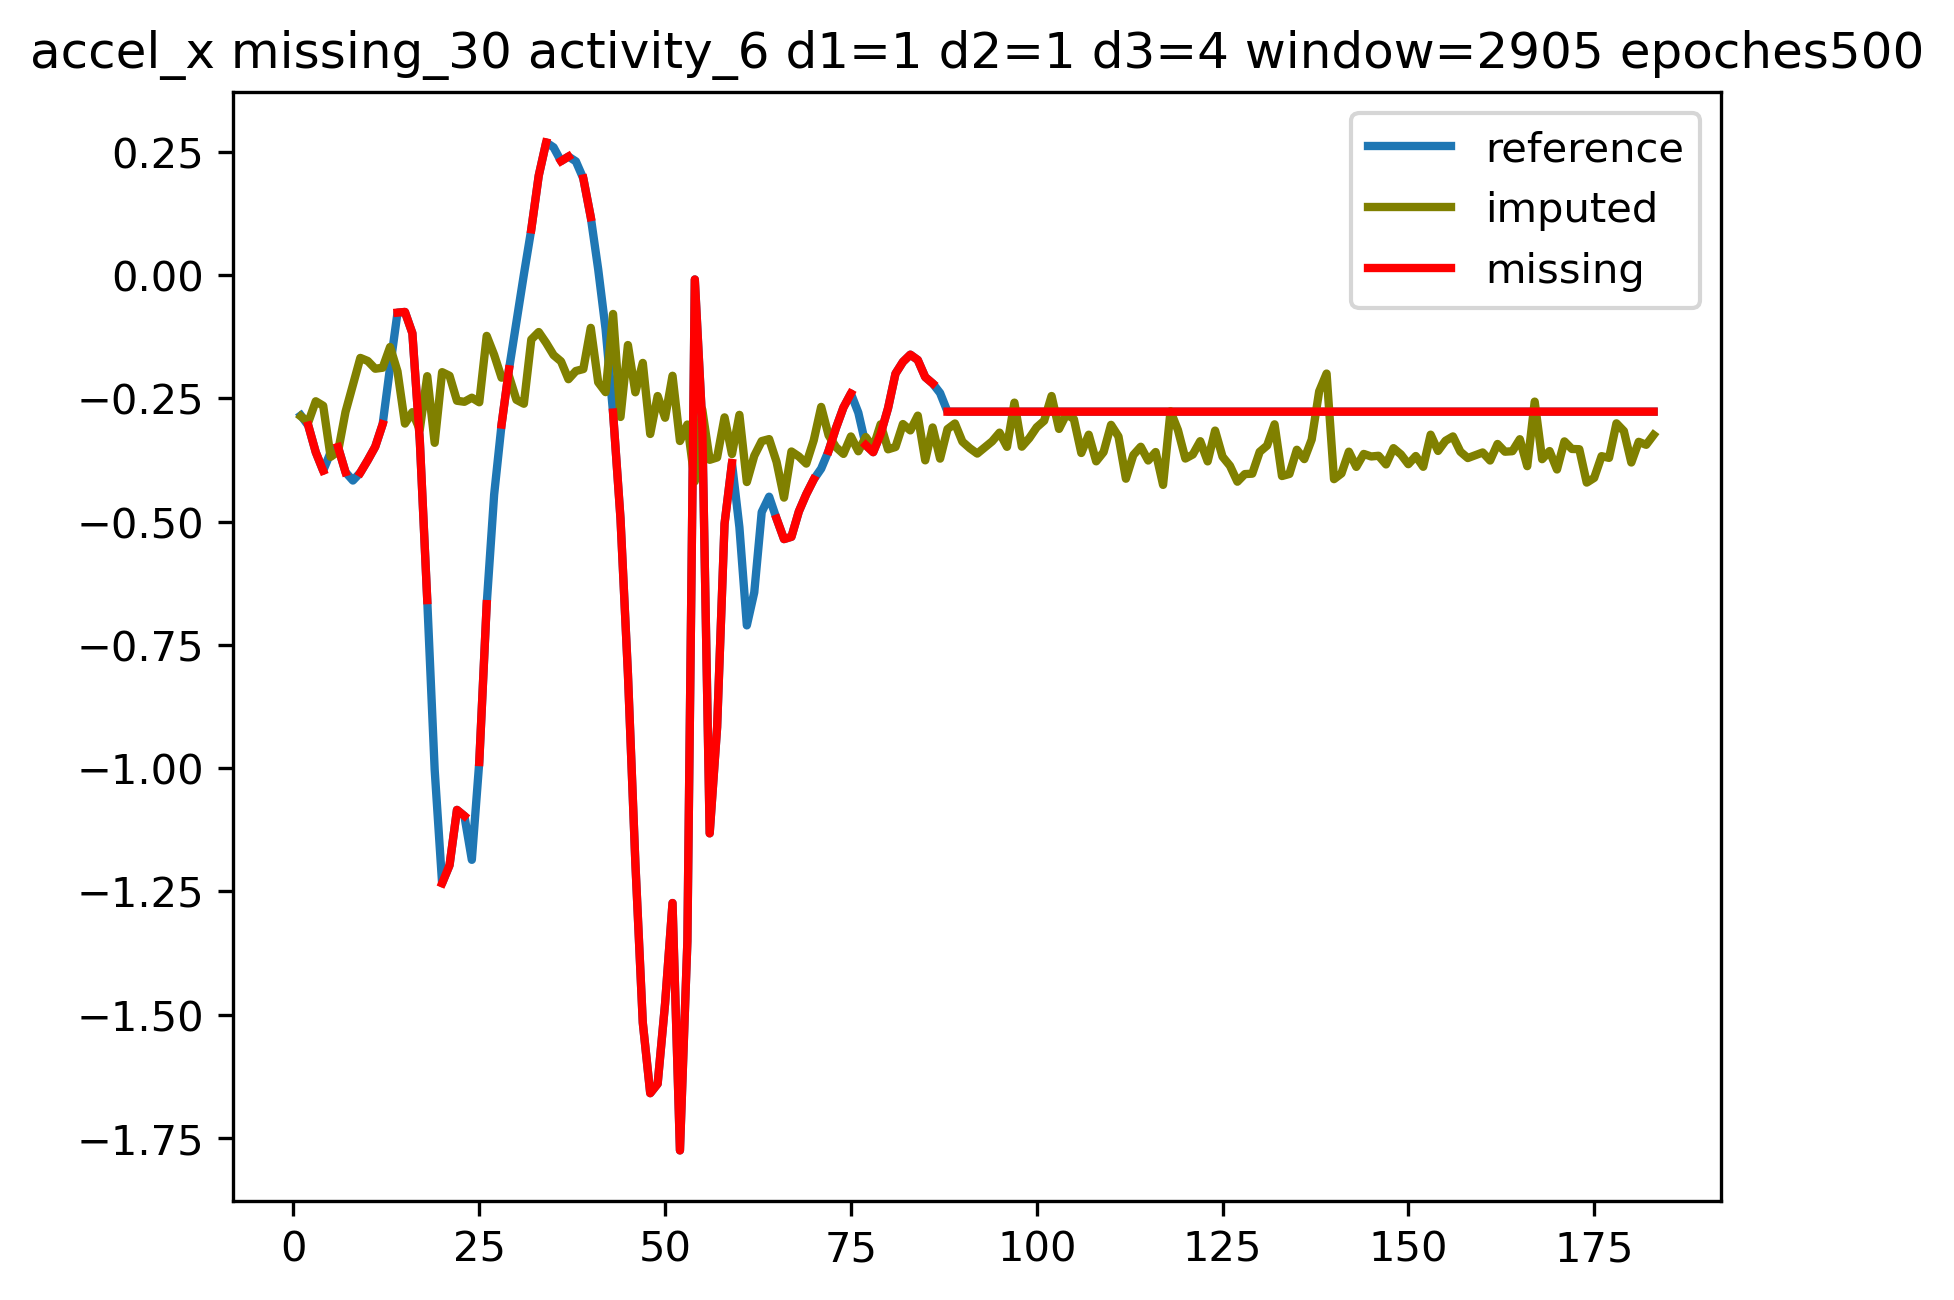 accel_x missing_30 activity_6 d1=1 d2=1 d3=4 window=2905 epoches500
reference
imputed
missing
0.25
0.00
−0.25
−0.50
−0.75
−1.00
−1.25
−1.50
−1.75
0 25 50 75 100 125 150 175